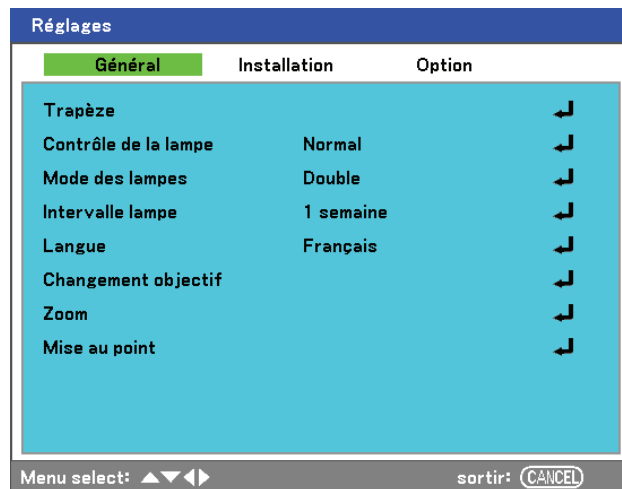 Réglages
Général Installation Option
Trapèze
Contrôle de la lampe Normal
Mode des lampes Double
Intervalle lampe 1 semaine
Langue Français
Changement objectif
Zoom
Mise au point
Menu select: ▲▼◀▶ sortir: CANCEL